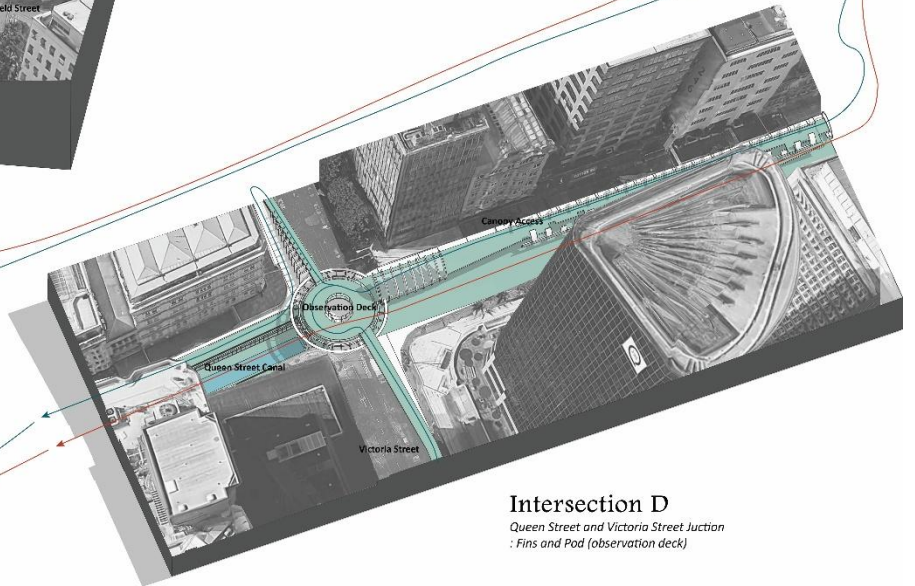 eld Street
Canopy Access
Observation Deck
Queen Street Canal
Victoria Street
Intersection D
Queen Street and Victoria Street Juction
: Fins and Pod (observation deck)